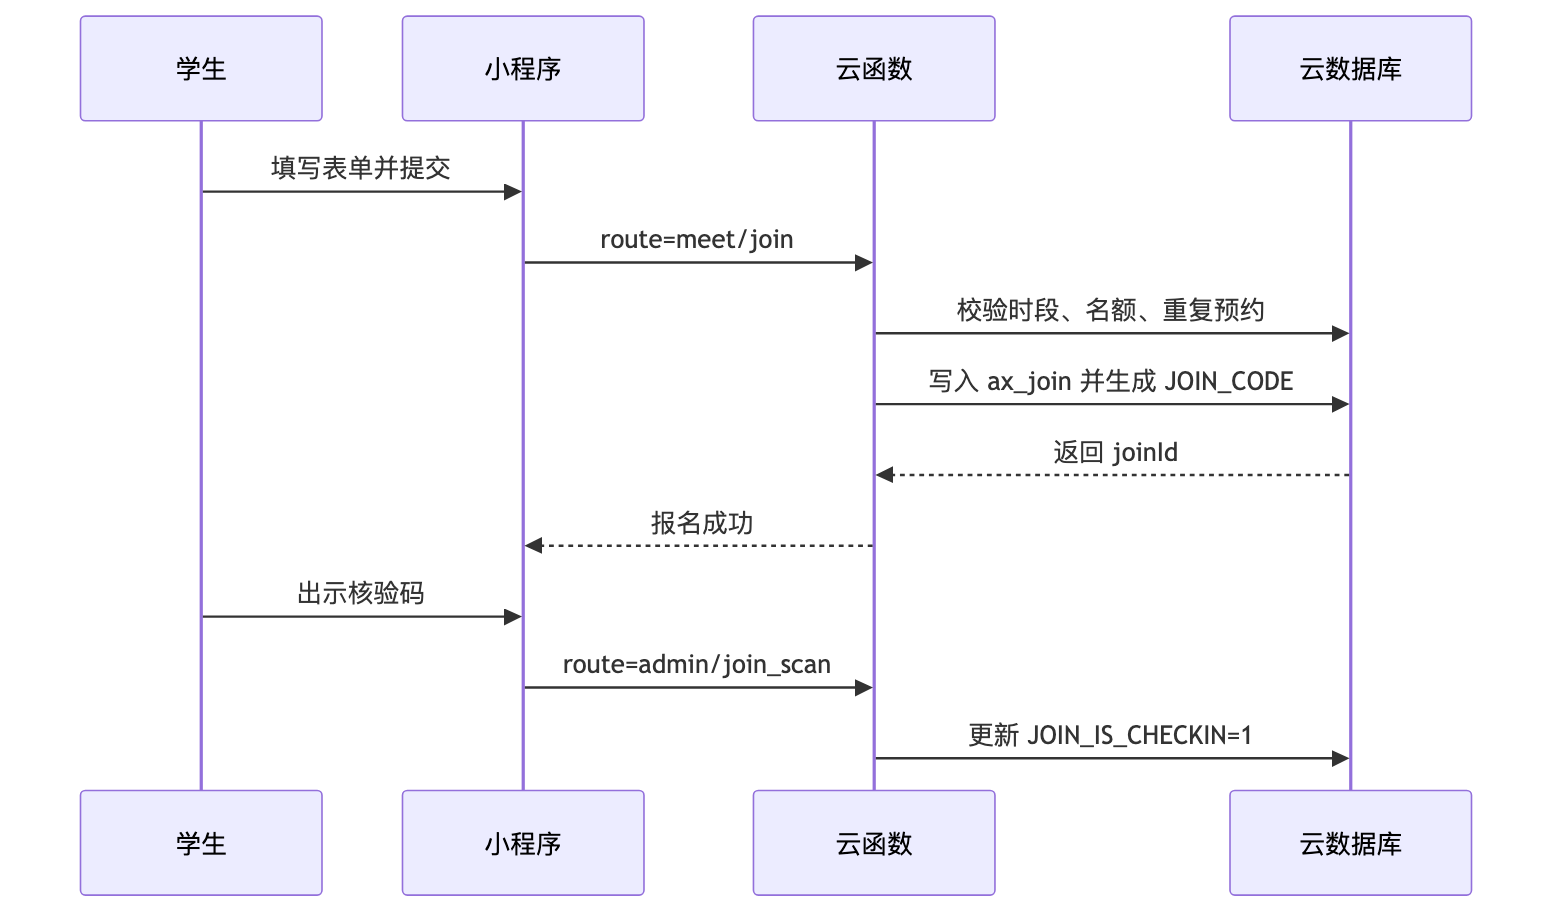 学生
小程序
云函数
云数据库
填写表单并提交
route=meet/join
校验时段、名额、重复预约
写入 ax_join 并生成 JOIN_CODE
返回 joinId
报名成功
出示核验码
route=admin/join_scan
更新 JOIN_IS_CHECKIN=1
学生
小程序
云函数
云数据库